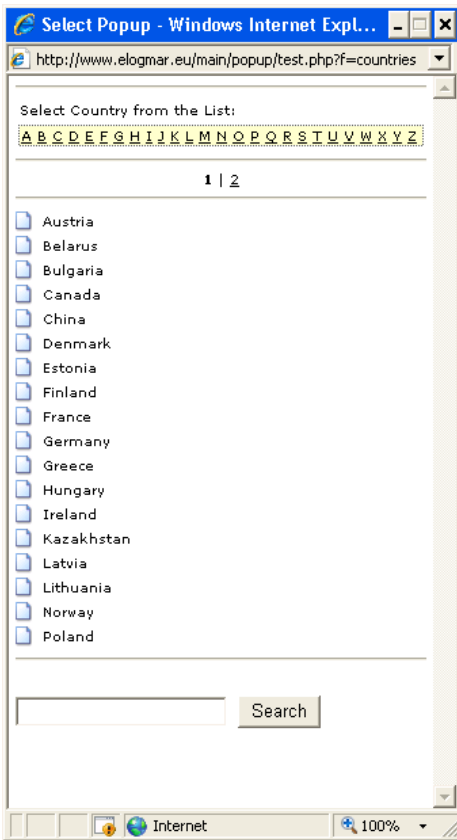 Select Popup - Windows Internet Expl...
http://www.elogmar.eu/main/popup/test.php?f=countries
Select Country from the List:
A B C D E F G H I J K L M N O P Q R S T U V W X Y Z
1 | 2
Austria
Belarus
Bulgaria
Canada
China
Denmark
Estonia
Finland
France
Germany
Greece
Hungary
Ireland
Kazakhstan
Latvia
Lithuania
Norway
Poland
Search
Internet 100%